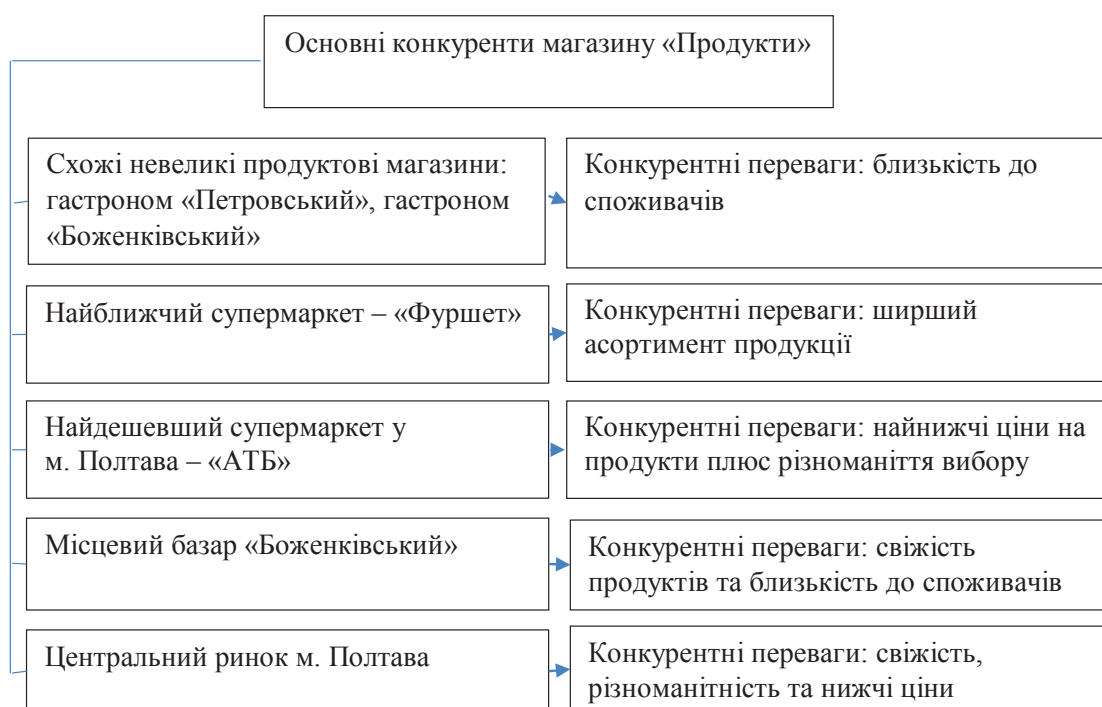 Основні конкуренти магазину «Продукти»
Схожі невеликі продуктові магазини:
гастроном «Петровський», гастроном
«Боженківський»
Конкурентні переваги: близькість до
споживачів
Найближчий супермаркет – «Фуршет»
Конкурентні переваги: ширший
асортимент продукції
Найдешевший супермаркет у
м. Полтава – «АТБ»
Конкурентні переваги: найнижчі ціни на
продукти плюс різноманіття вибору
Місцевий базар «Боженківський»
Конкурентні переваги: свіжість
продуктів та близькість до споживачів
Центральний ринок м. Полтава
Конкурентні переваги: свіжість,
різноманітність та нижчі ціни